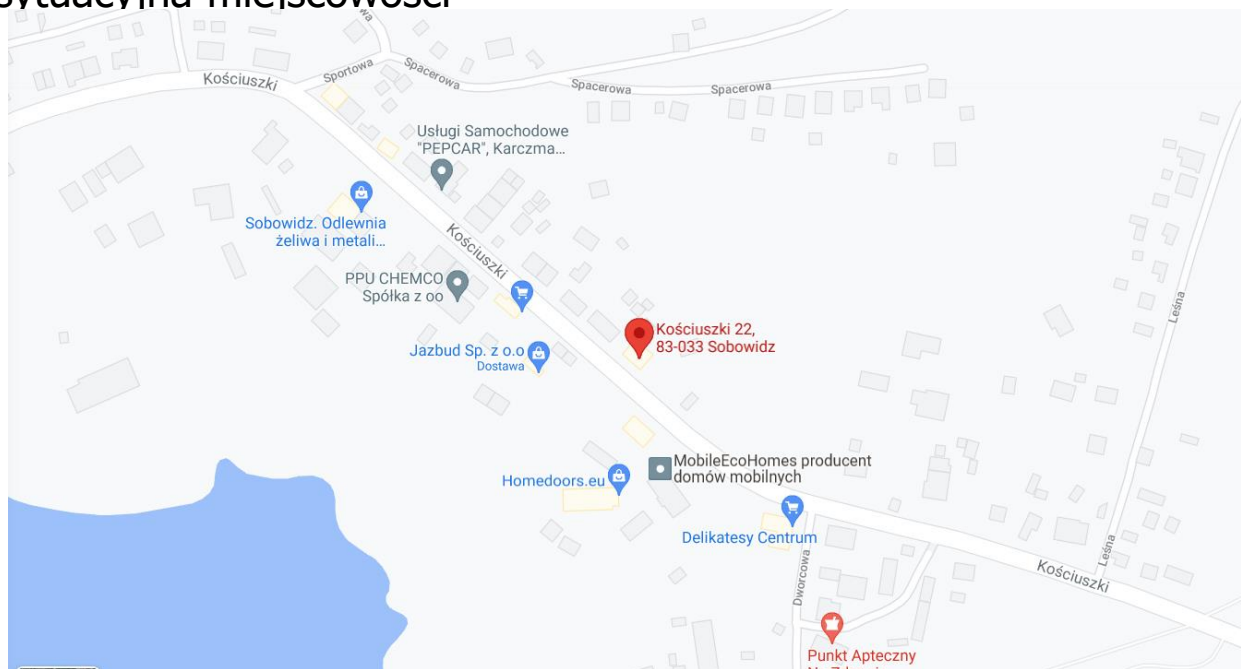 sytuacyjna miejscowości
Kościuszki
Sportowa
Spacerowa
Spacerowa
Spacerowa
Usługi Samochodowe
"PEPCAR", Karczma...
Sobowidz. Odlewnia
żeliwa i metali...
Kościuszki
PPU CHEMCO
Spółka z oo
Kościuszki 22,
83-033 Sobowidz
Leśna
Jazbud Sp. z o.o
Dostawa
MobileEcoHomes producent
domów mobilnych
Homedoors.eu
Delikatesy Centrum
Leśna
Kościuszki
Dworcowa
Punkt Apteczny